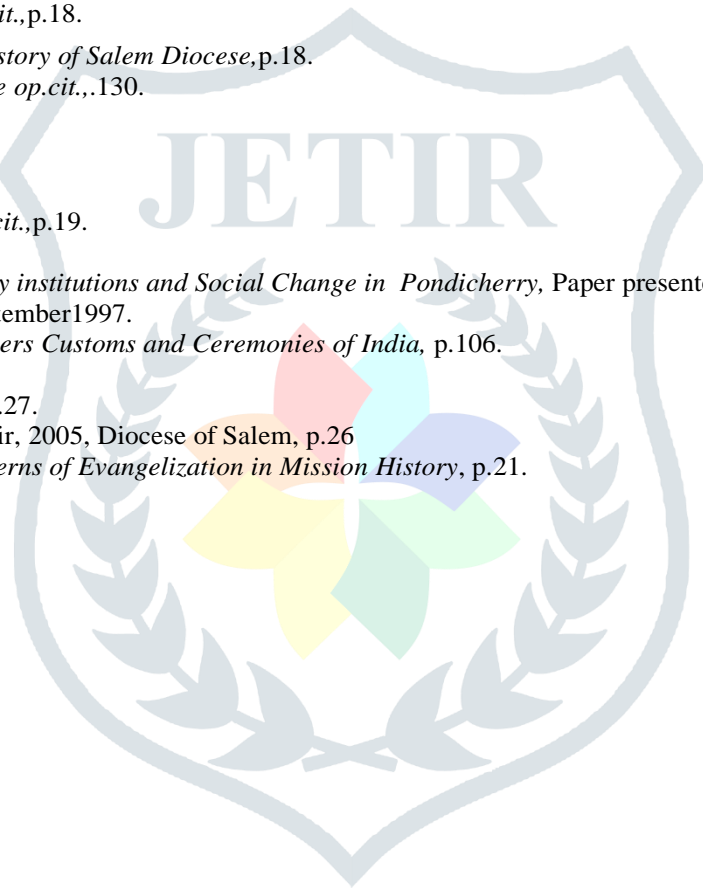 it.,p.18.
story of Salem Diocese,p.18.
e op.cit.,.130.
JETIR
cit.,p.19.
y institutions and Social Change in Pondicherry, Paper presente
tember1997.
ers Customs and Ceremonies of India, p.106.
.27.
ir, 2005, Diocese of Salem, p.26
erns of Evangelization in Mission History, p.21.